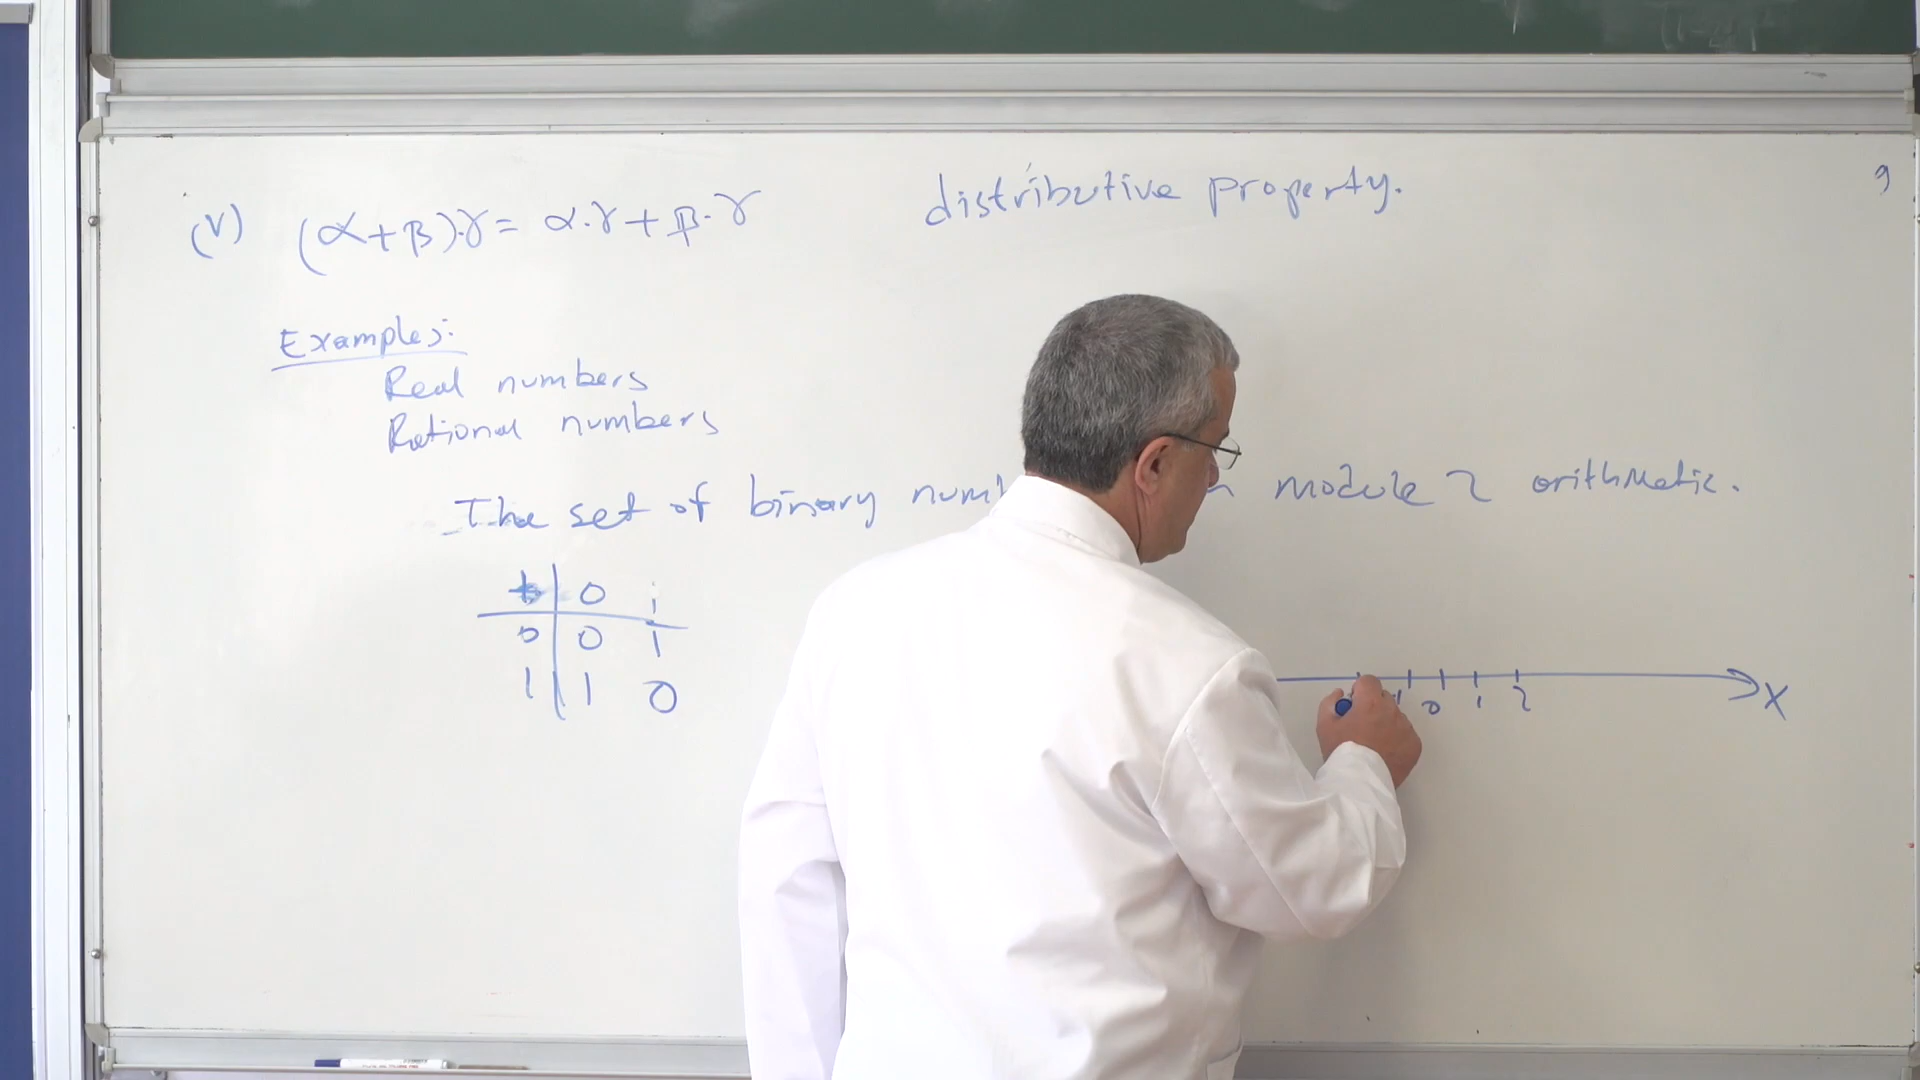 (V) (α+β)·γ = α·γ + β·γ distributive property.
9
Examples:
Real numbers
Rational numbers
The set of binary num module 2 arithmetic.
+ 0 1
0 0 1
1 1 0
0 1 2
X